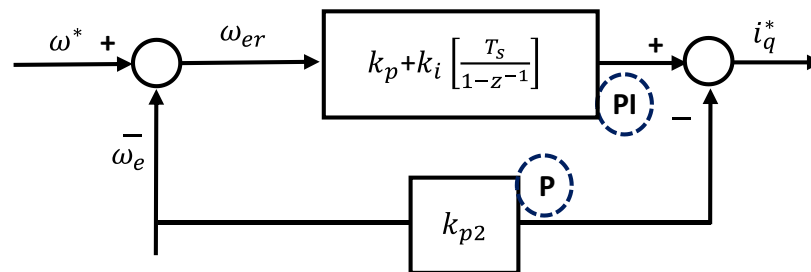 ω* + ω_er k_p+k_i [T_s/(1−z⁻¹)] + i_q*
PI
−
−
ω_e
P
k_p2